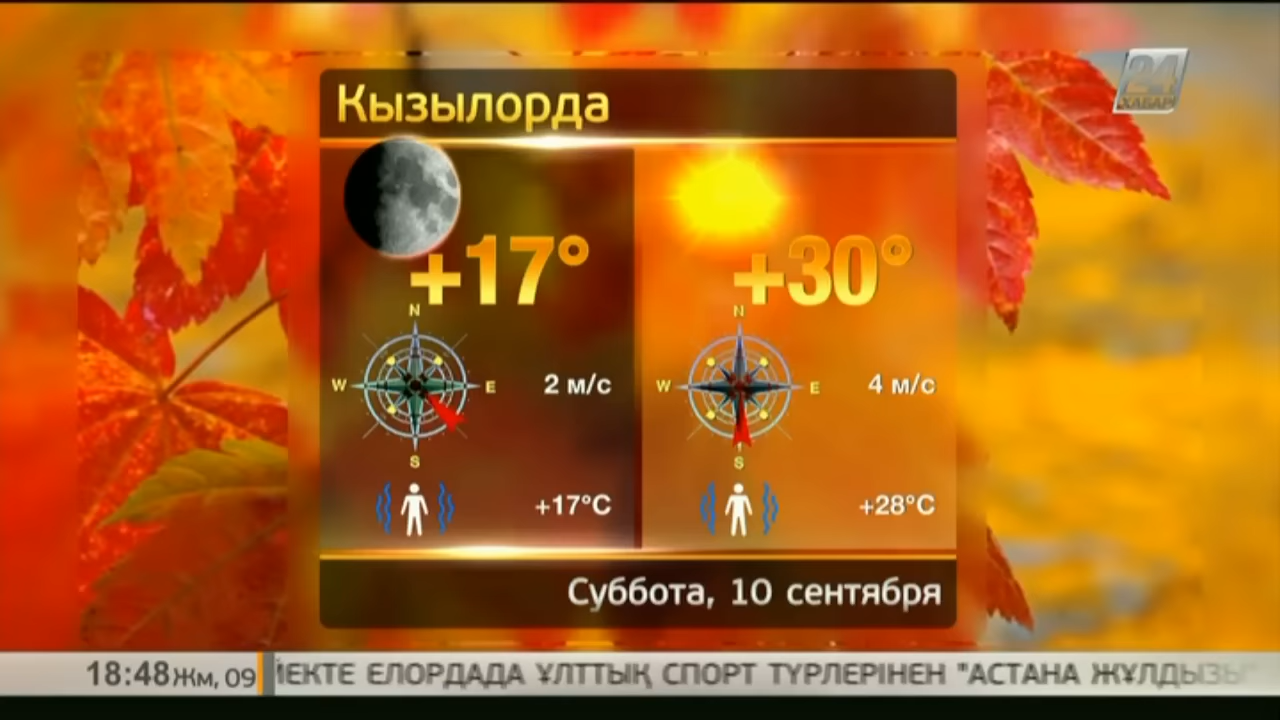 24
ХАБАР
Кызылорда
+17° +30°
N N
W E 2 м/с W E 4 м/с
S S
+17°C +28°C
Суббота, 10 сентября
18:48 Жм, 09 ЙЕКТЕ ЕЛОРДАДА ҰЛТТЫҚ СПОРТ ТҮРЛЕРІНЕН "АСТАНА ЖҰЛДЫЗЫ"